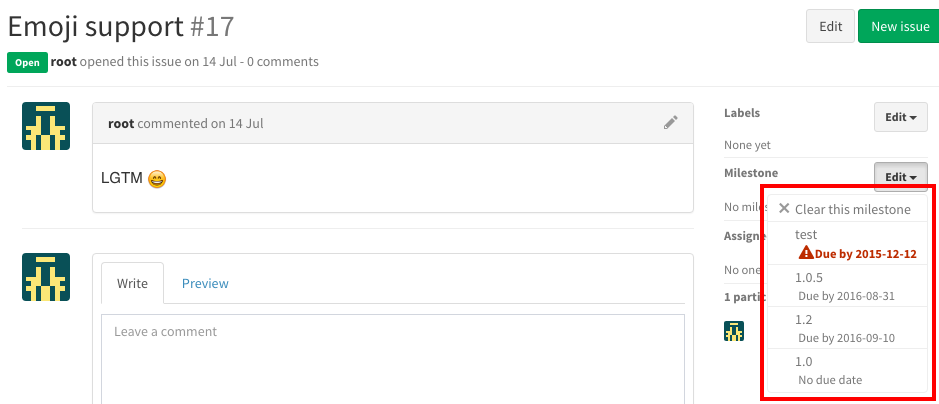 Emoji support #17
Edit
New issue
Open root opened this issue on 14 Jul - 0 comments
root commented on 14 Jul
LGTM
Write
Preview
Leave a comment
Labels
Edit
None yet
Milestone
Edit
No
Clear this milestone
test
Due by 2015-12-12
1.0.5
Due by 2016-08-31
1.2
Due by 2016-09-10
1.0
No due date
No one
1